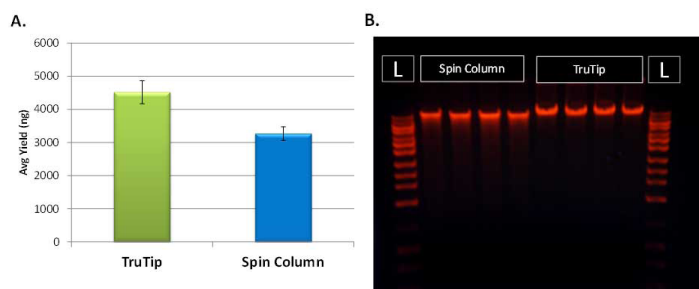 A.
6000
5000
4000
3000
2000
1000
0
Avg Yield (ng)
TruTip
Spin Column
B.
L
Spin Column
TruTip
L